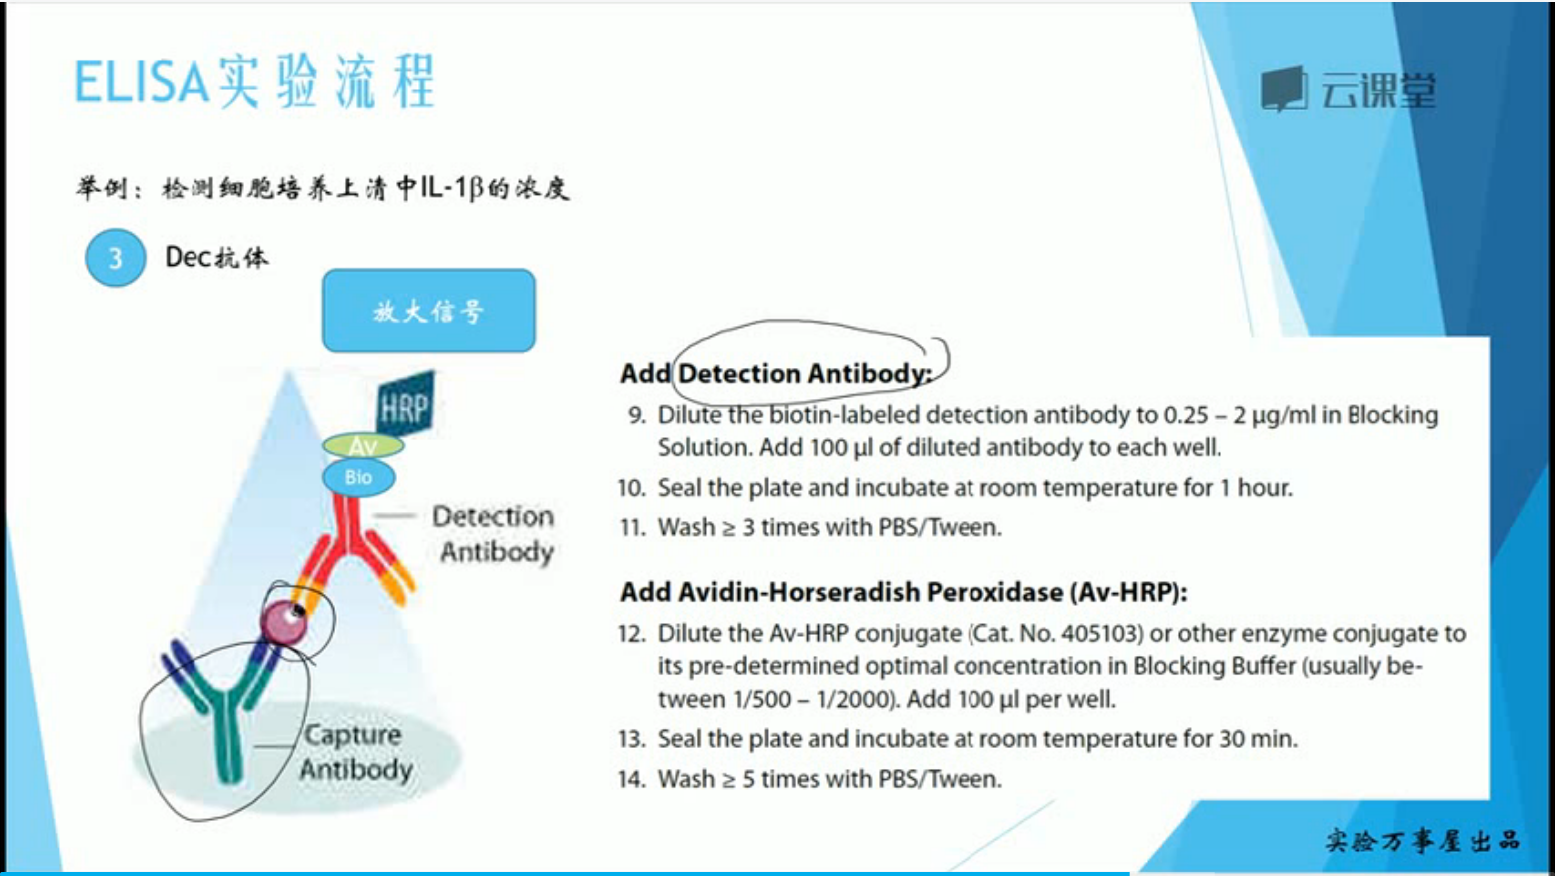 ELISA实验流程
云课堂
举例：检测细胞培养上清中IL-1β的浓度
3 Dec抗体
放大信号
HRP
Av
Bio
Detection
Antibody
Capture
Antibody
Add Detection Antibody:
9. Dilute the biotin-labeled detection antibody to 0.25 – 2 µg/ml in Blocking
Solution. Add 100 µl of diluted antibody to each well.
10. Seal the plate and incubate at room temperature for 1 hour.
11. Wash ≥ 3 times with PBS/Tween.
Add Avidin-Horseradish Peroxidase (Av-HRP):
12. Dilute the Av-HRP conjugate (Cat. No. 405103) or other enzyme conjugate to
its pre-determined optimal concentration in Blocking Buffer (usually be-
tween 1/500 – 1/2000). Add 100 µl per well.
13. Seal the plate and incubate at room temperature for 30 min.
14. Wash ≥ 5 times with PBS/Tween.
实验万事屋出品